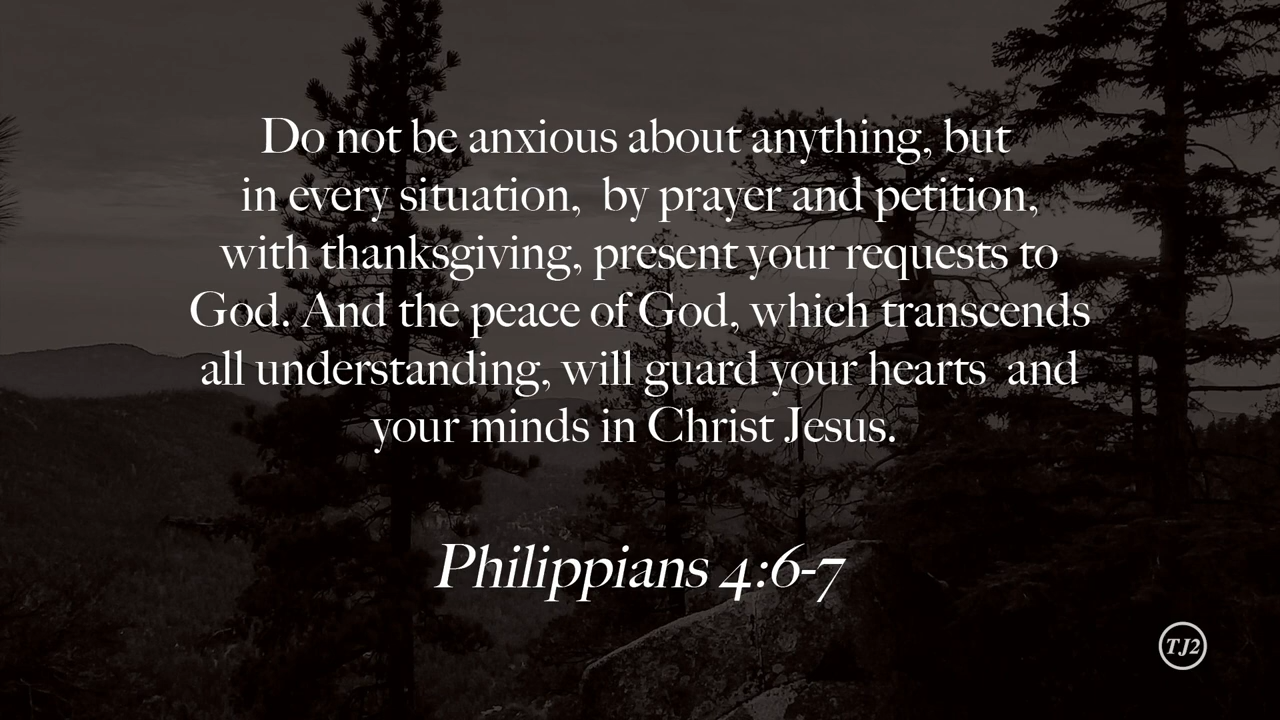 Do not be anxious about anything, but
in every situation,  by prayer and petition,
with thanksgiving, present your requests to
God. And the peace of God, which transcends
all understanding, will guard your hearts  and
your minds in Christ Jesus.
Philippians 4:6-7
TJ2